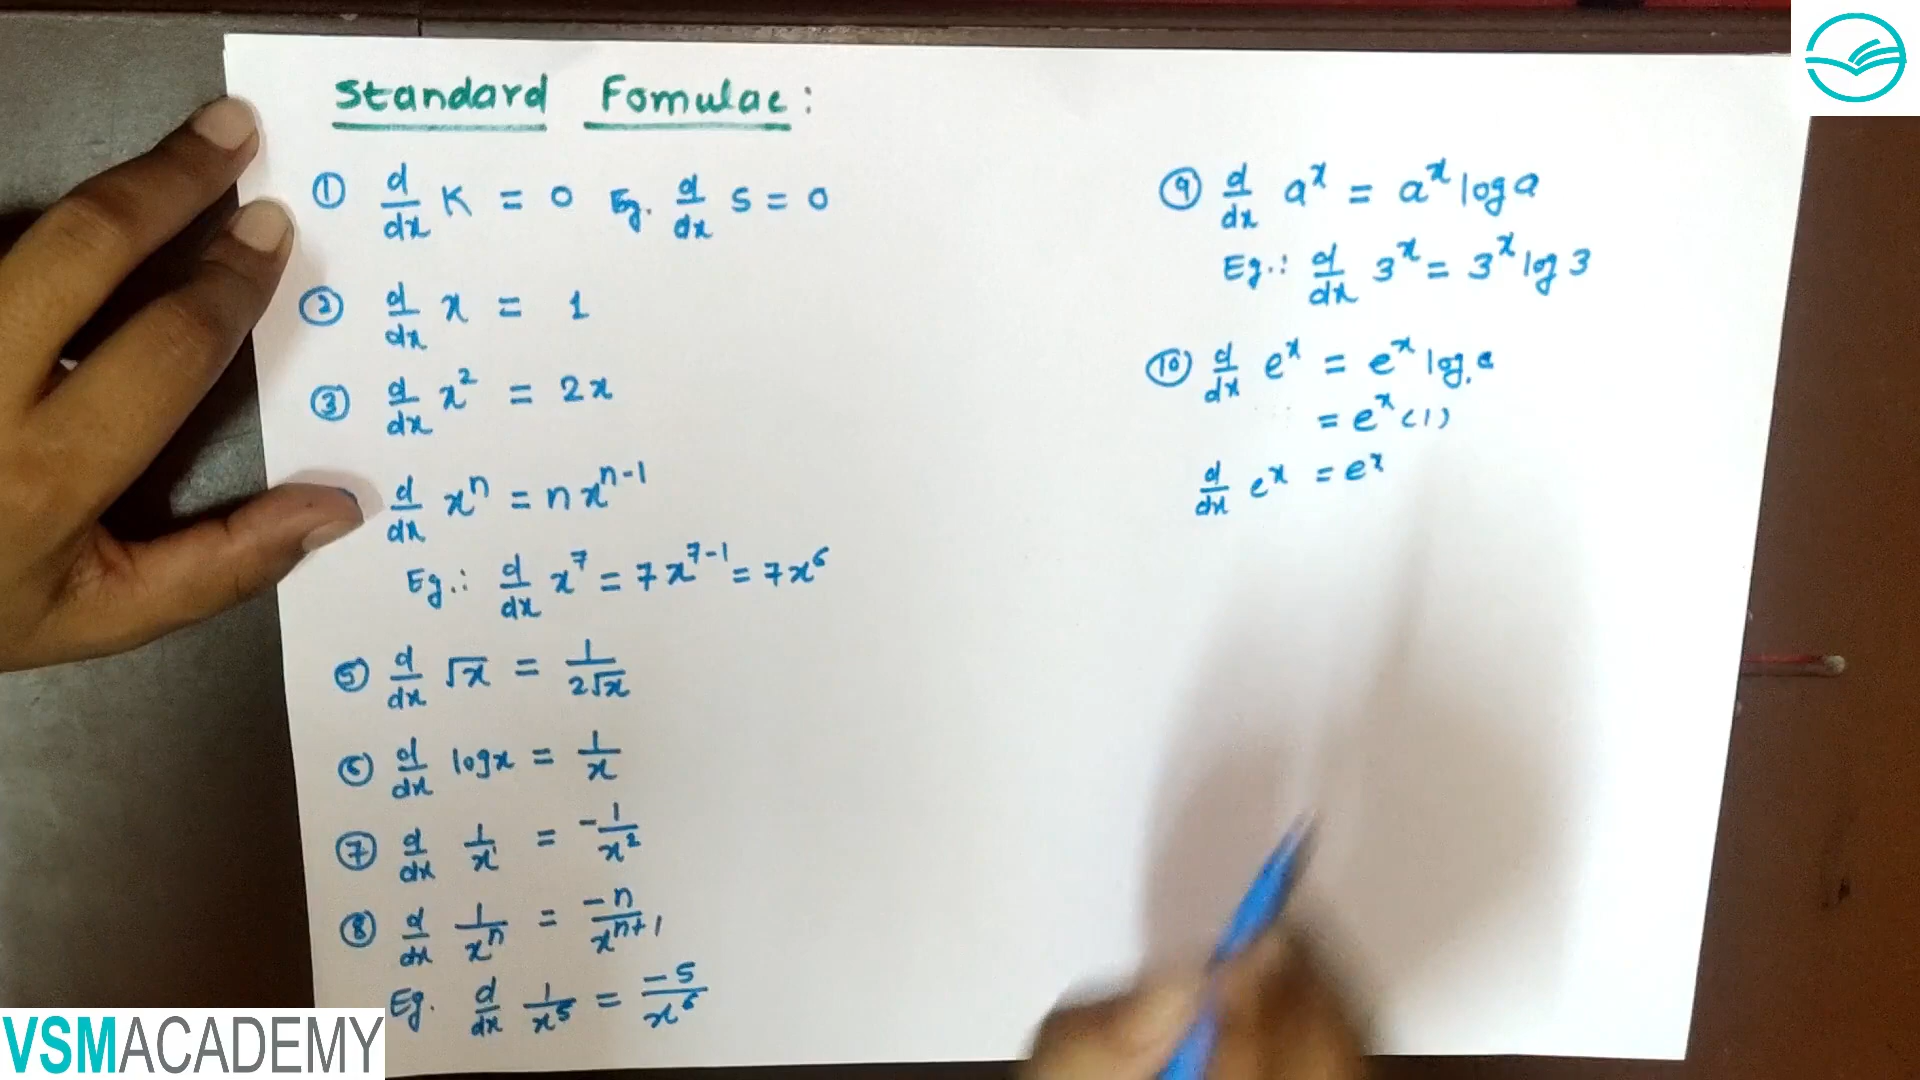 Standard Fomulae:
① d/dx K = 0 Eg. d/dx 5 = 0
② d/dx x = 1
③ d/dx x² = 2x
d/dx xⁿ = n xⁿ⁻¹
Eg.: d/dx x⁷ = 7x⁷⁻¹ = 7x⁶
⑤ d/dx √x = 1/2√x
⑥ d/dx logx = 1/x
⑦ d/dx 1/x = -1/x²
⑧ d/dx 1/xⁿ = -n/xⁿ⁺¹
Eg. d/dx 1/x⁵ = -5/x⁶
⑨ d/dx aˣ = aˣ log a
Eg.: d/dx 3ˣ = 3ˣ log 3
⑩ d/dx eˣ = eˣ log e
= eˣ (1)
d/dx eˣ = eˣ
VSMACADEMY